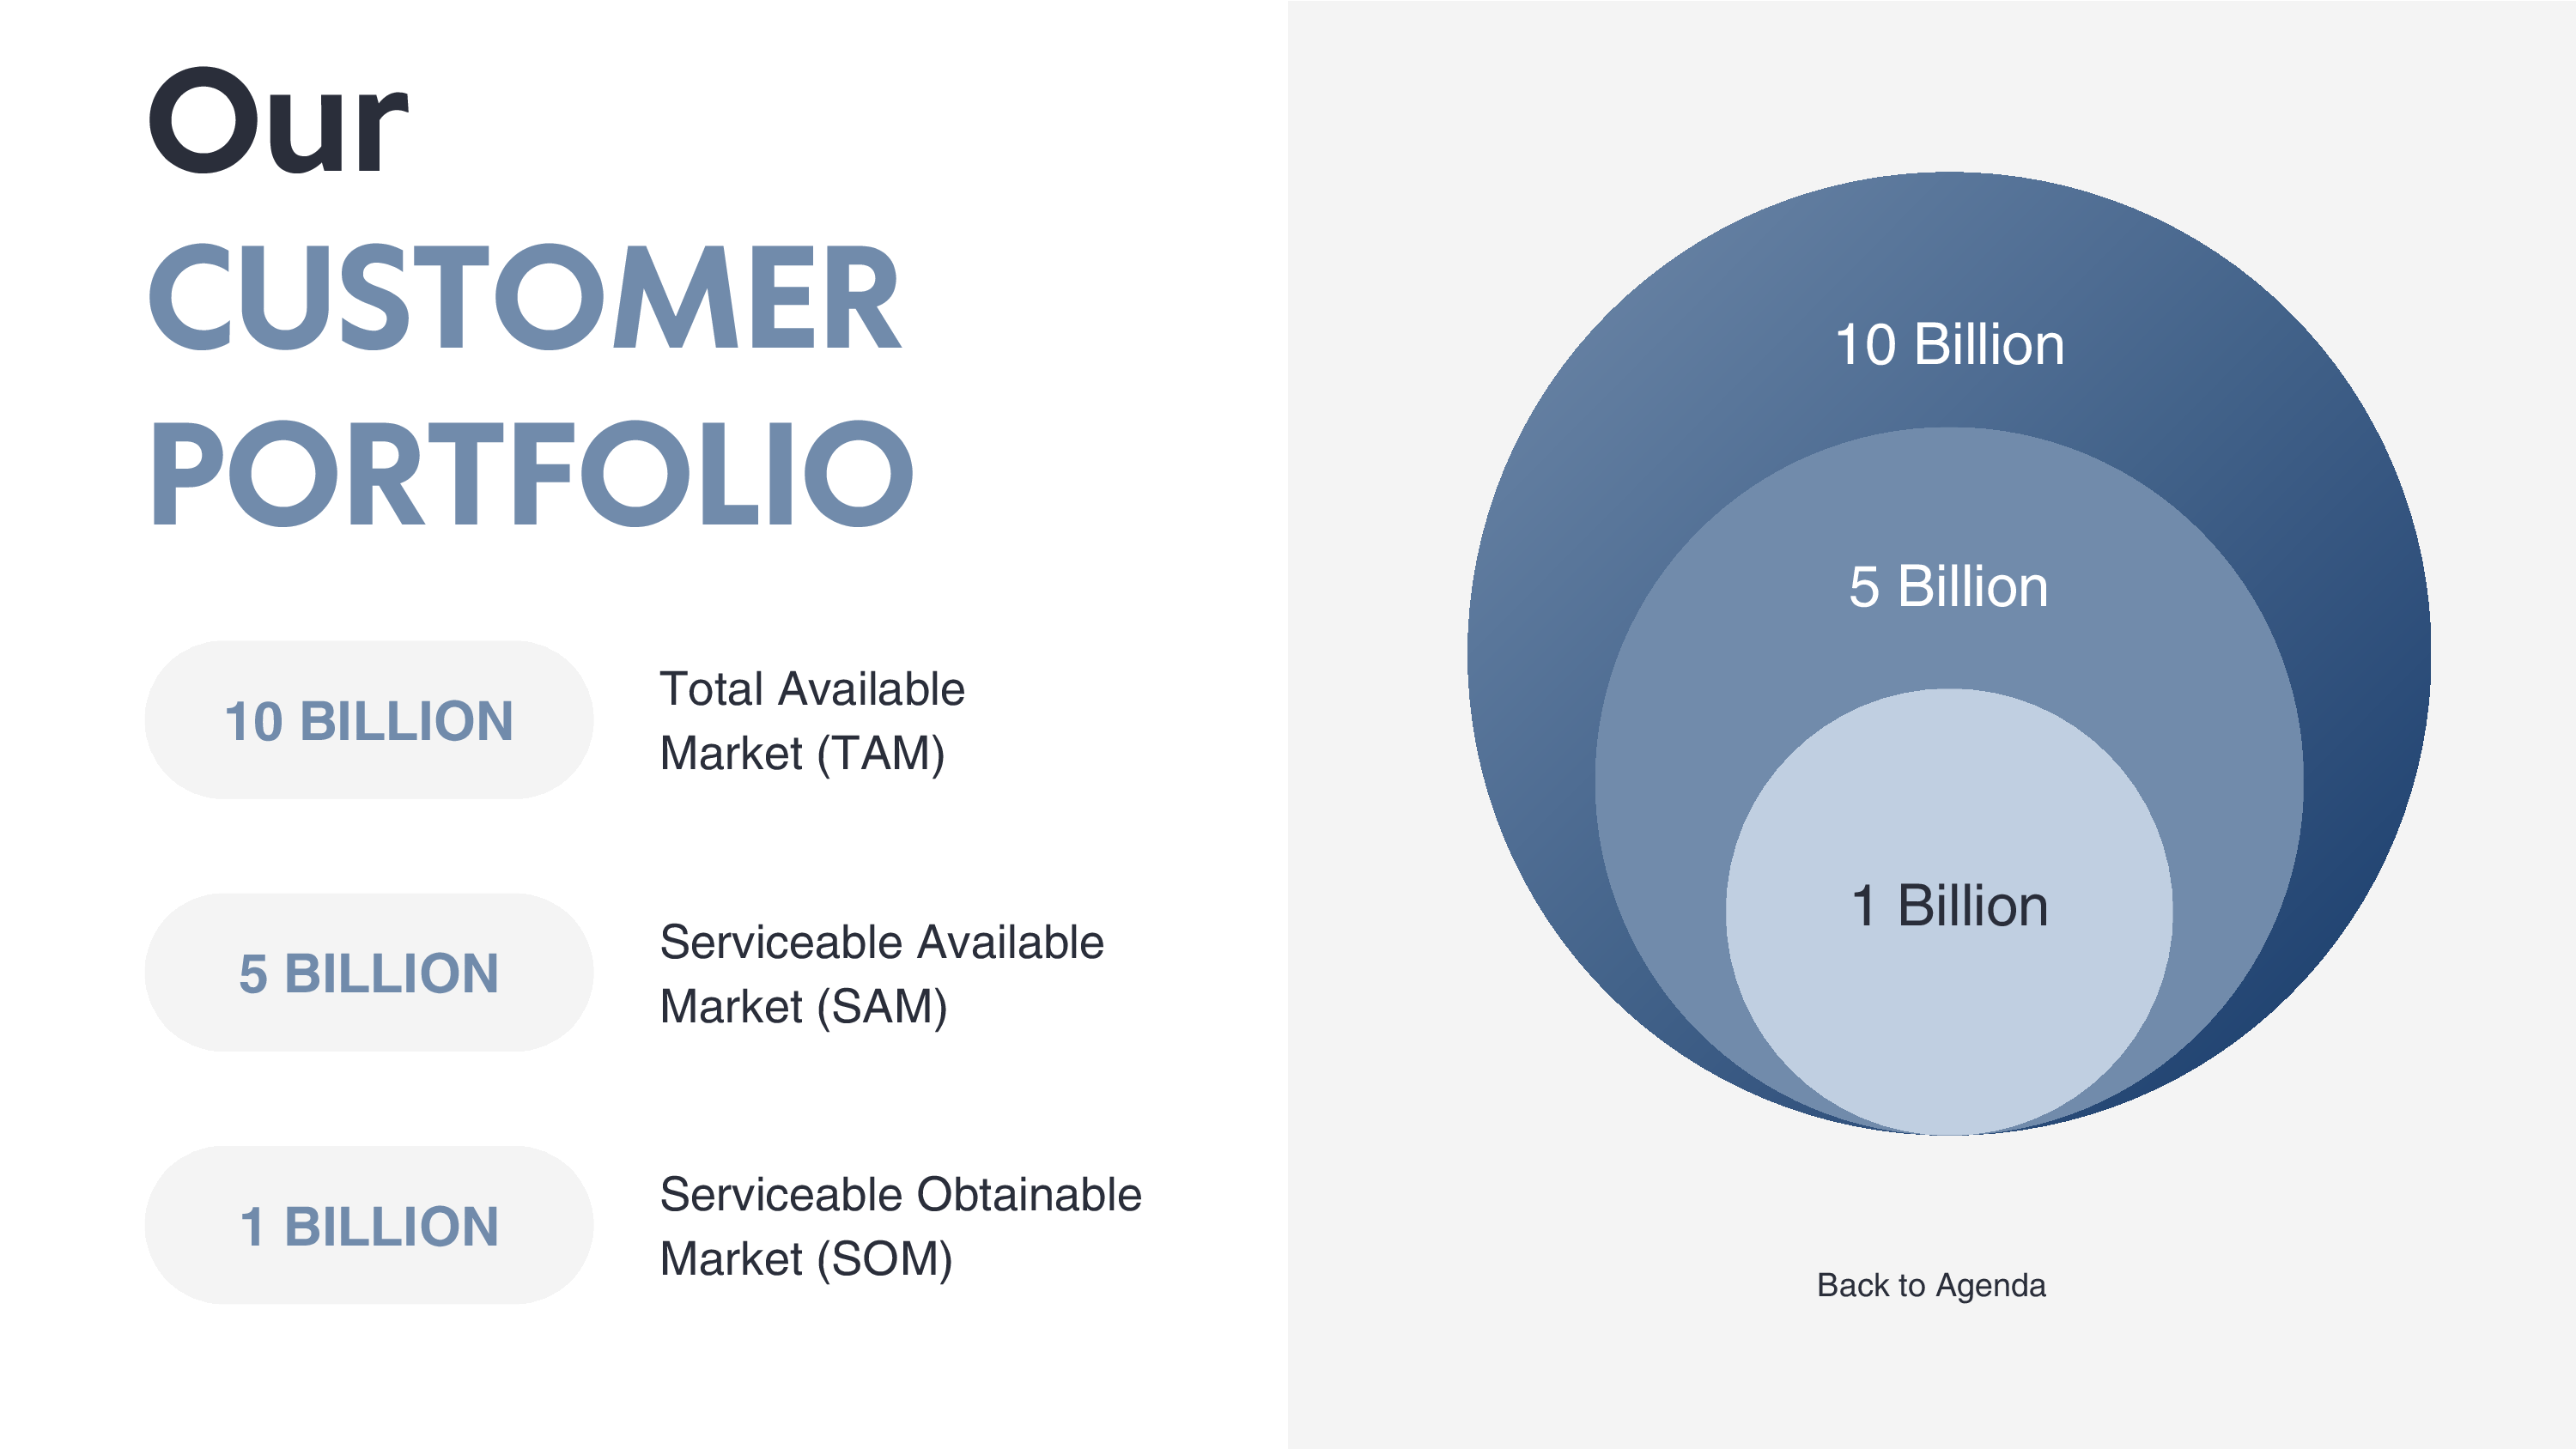 Our
CUSTOMER
PORTFOLIO
10 BILLION
Total Available
Market (TAM)
5 BILLION
Serviceable Available
Market (SAM)
1 BILLION
Serviceable Obtainable
Market (SOM)
10 Billion
5 Billion
1 Billion
Back to Agenda